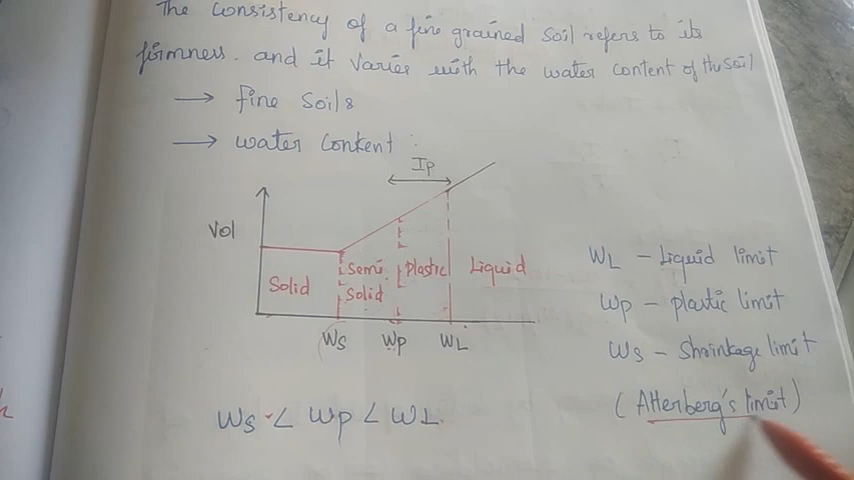 The Consistency of a fine grained Soil refers to its
firmness. and it varies with the water content of the soil
→ fine Soils
→ water Content :
Ip
Vol
Solid
Semi Solid
Plastic
Liquid
Ws
Wp
WL
WL - Liquid limit
Wp - plastic limit
Ws - Shrinkage limit
(Atterberg's limit)
Ws < Wp < WL